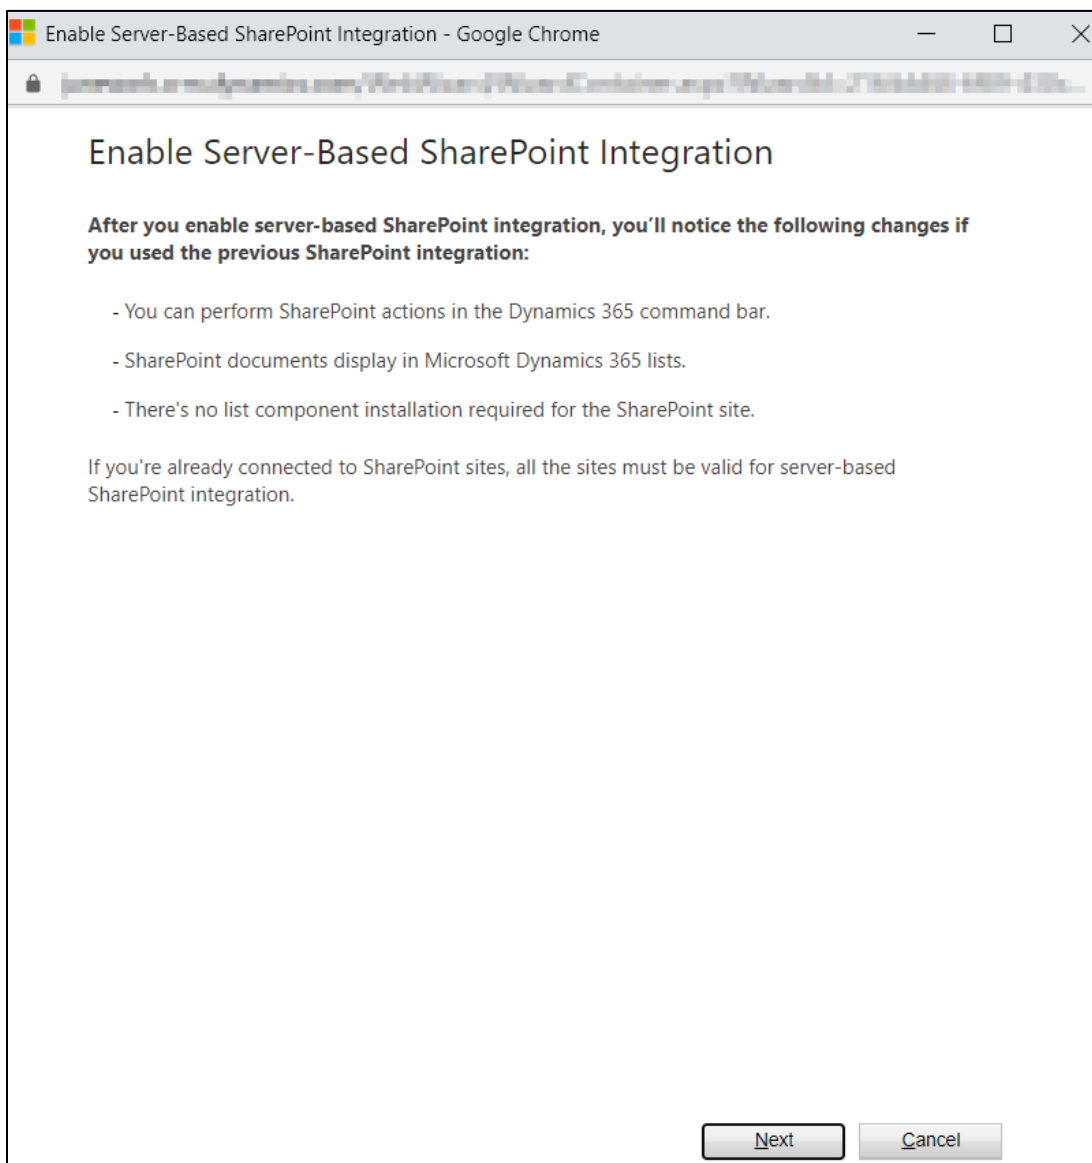 Enable Server-Based SharePoint Integration - Google Chrome
Enable Server-Based SharePoint Integration
After you enable server-based SharePoint integration, you’ll notice the following changes if
you used the previous SharePoint integration:
- You can perform SharePoint actions in the Dynamics 365 command bar.
- SharePoint documents display in Microsoft Dynamics 365 lists.
- There's no list component installation required for the SharePoint site.
If you're already connected to SharePoint sites, all the sites must be valid for server-based
SharePoint integration.
Next Cancel